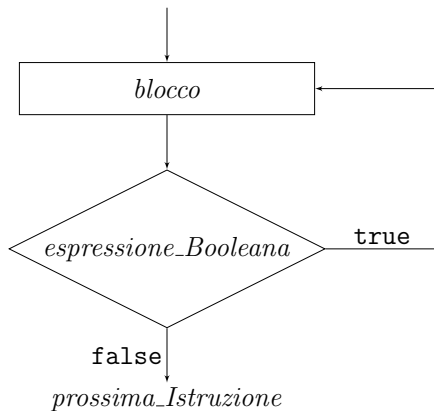 blocco
espressione_Booleana
true
false
prossima_Istruzione